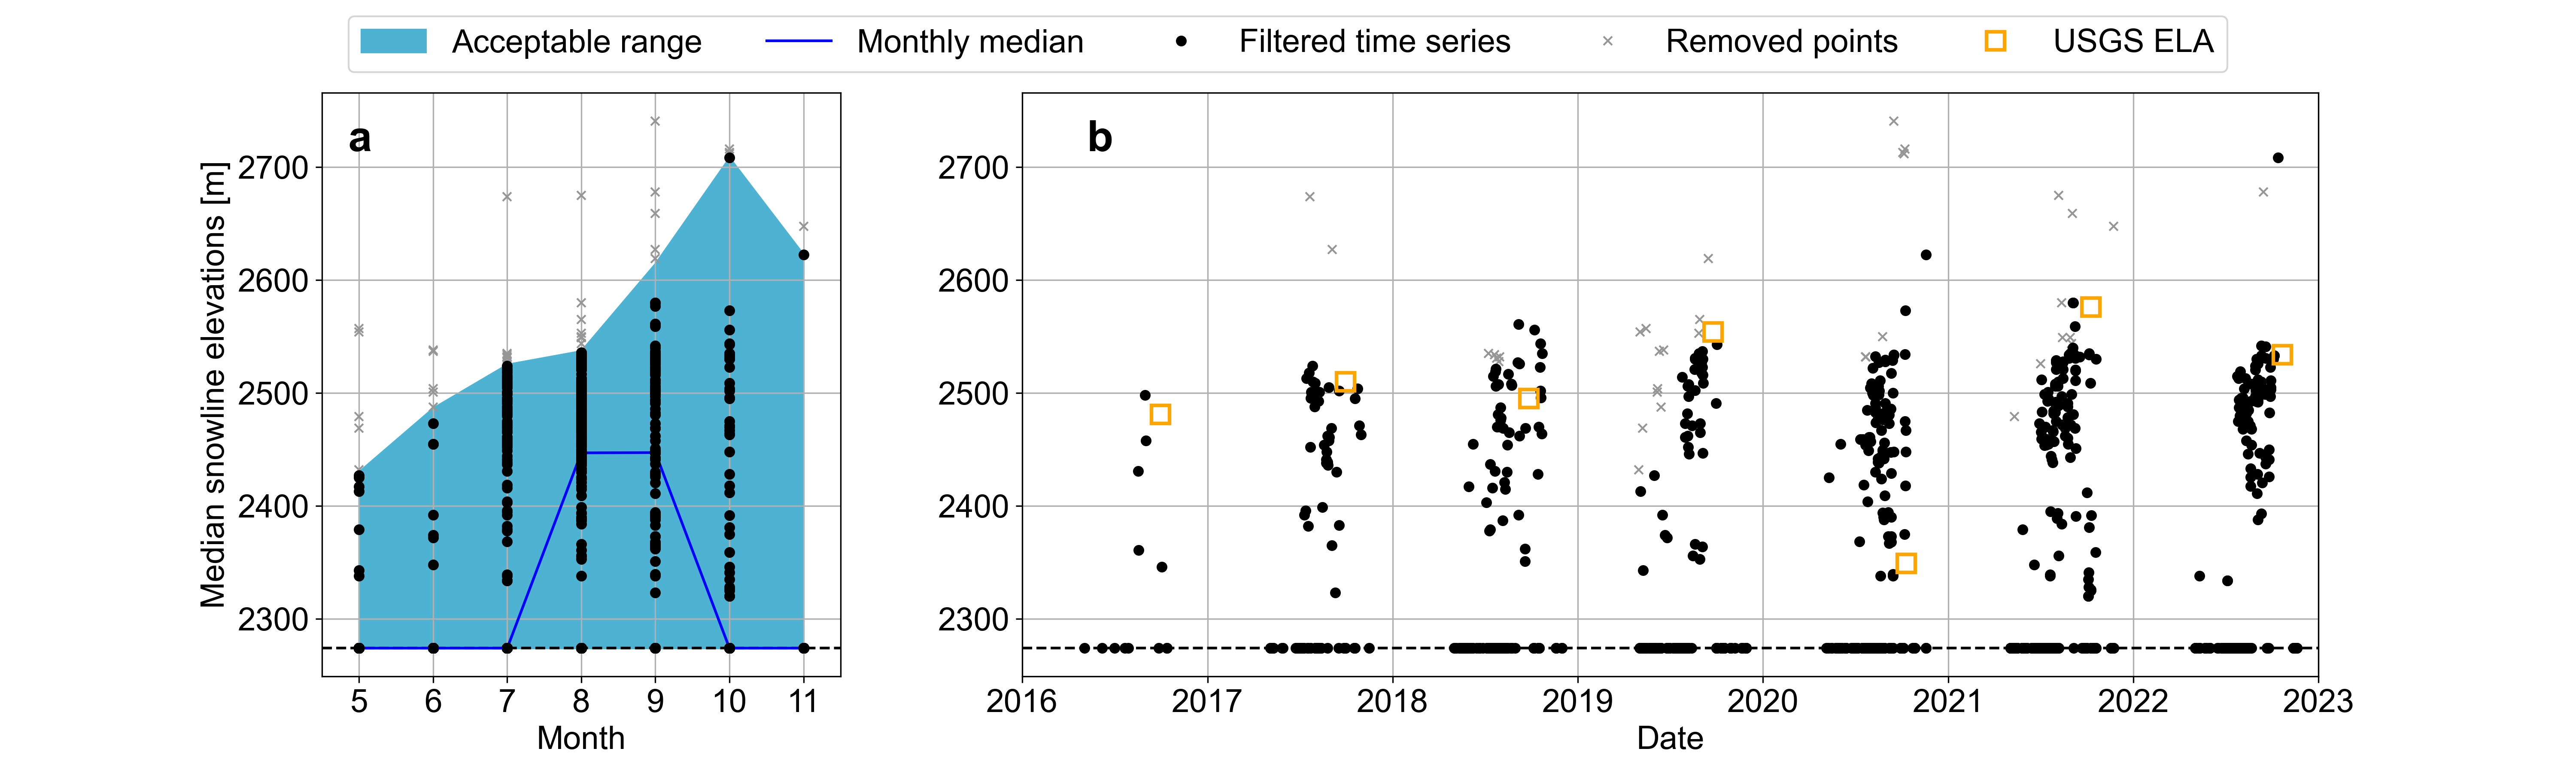 Acceptable range Monthly median Filtered time series Removed points USGS ELA
a
Median snowline elevations [m]
2700
2600
2500
2400
2300
5 6 7 8 9 10 11
Month
b
2700
2600
2500
2400
2300
2016 2017 2018 2019 2020 2021 2022 2023
Date